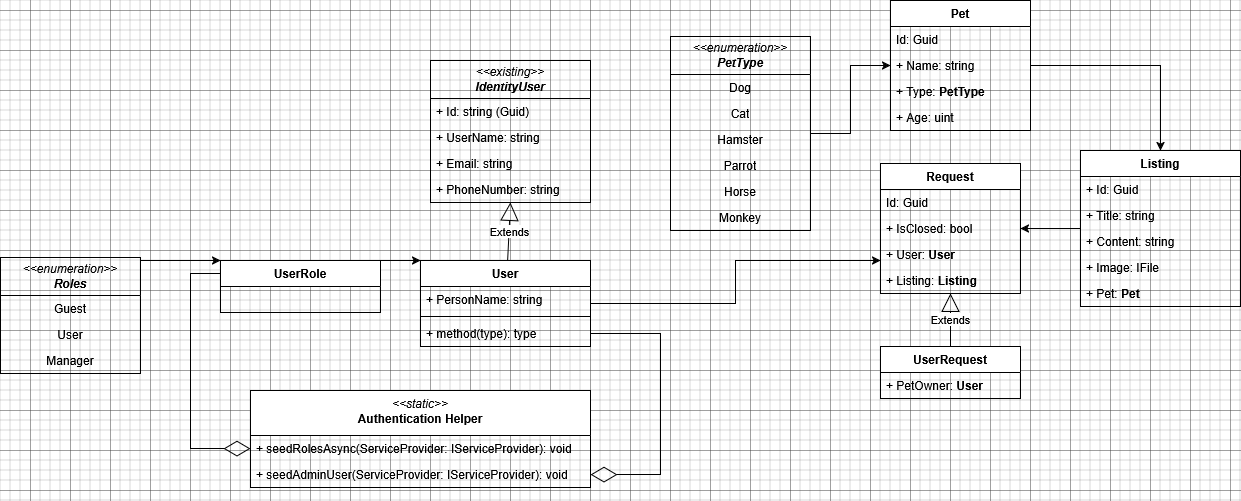 Pet
Id: Guid
+ Name: string
+ Type: PetType
+ Age: uint
<<enumeration>>
PetType
Dog
Cat
Hamster
Parrot
Horse
Monkey
<<existing>>
IdentityUser
+ Id: string (Guid)
+ UserName: string
+ Email: string
+ PhoneNumber: string
Extends
Listing
+ Id: Guid
+ Title: string
+ Content: string
+ Image: IFile
+ Pet: Pet
Request
Id: Guid
+ IsClosed: bool
+ User: User
+ Listing: Listing
Extends
UserRequest
+ PetOwner: User
<<enumeration>>
Roles
Guest
User
Manager
UserRole
User
+ PersonName: string
+ method(type): type
<<static>>
Authentication Helper
+ seedRolesAsync(ServiceProvider: IServiceProvider): void
+ seedAdminUser(ServiceProvider: IServiceProvider): void